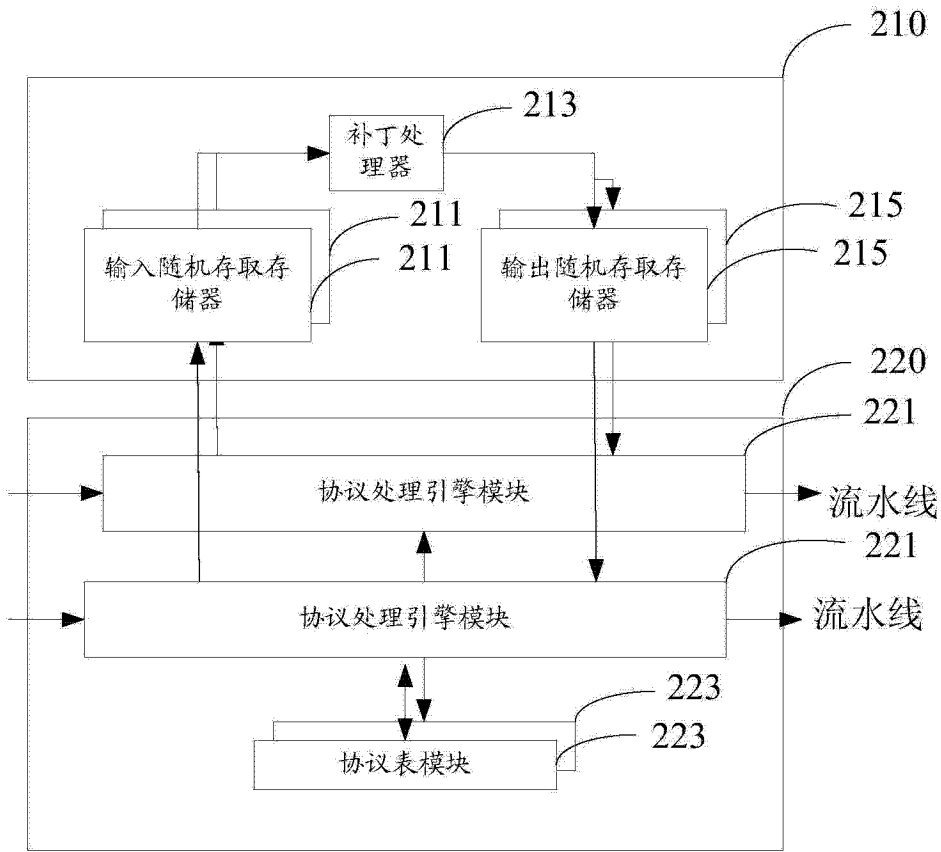 210
补丁处
理器
213
211
211
输入随机存取存
储器
215
215
输出随机存取存
储器
220
221
协议处理引擎模块
流水线
221
协议处理引擎模块
流水线
223
223
协议表模块